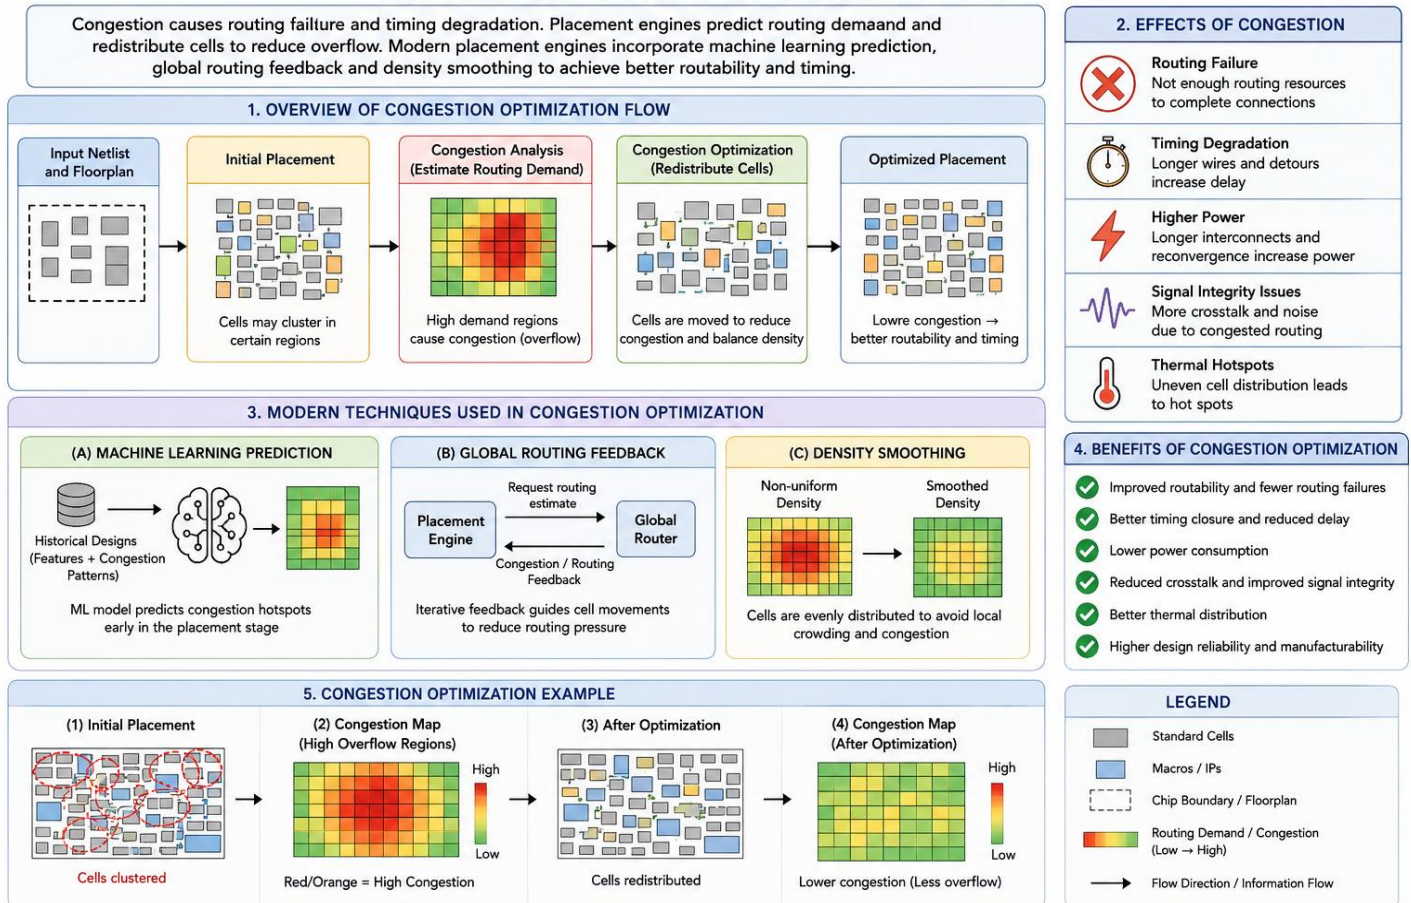 Congestion causes routing failure and timing degradation. Placement engines predict routing demaand and
redistribute cells to reduce overflow. Modern placement engines incorporate machine learning prediction,
global routing feedback and density smoothing to achieve better routability and timing.
1. OVERVIEW OF CONGESTION OPTIMIZATION FLOW
Input Netlist
and Floorplan
Initial Placement
Cells may cluster in
certain regions
Congestion Analysis
(Estimate Routing Demand)
High demand regions
cause congestion (overflow)
Congestion Optimization
(Redistribute Cells)
Cells are moved to reduce
congestion and balance density
Optimized Placement
Lowre congestion →
better routability and timing
2. EFFECTS OF CONGESTION
Routing Failure
Not enough routing resources
to complete connections
Timing Degradation
Longer wires and detours
increase delay
Higher Power
Longer interconnects and
reconvergence increase power
Signal Integrity Issues
More crosstalk and noise
due to congested routing
Thermal Hotspots
Uneven cell distribution leads
to hot spots
3. MODERN TECHNIQUES USED IN CONGESTION OPTIMIZATION
(A) MACHINE LEARNING PREDICTION
Historical Designs
(Features + Congestion
Patterns)
ML model predicts congestion hotspots
early in the placement stage
(B) GLOBAL ROUTING FEEDBACK
Request routing
estimate
Placement
Engine
Global
Router
Congestion / Routing
Feedback
Iterative feedback guides cell movements
to reduce routing pressure
(C) DENSITY SMOOTHING
Non-uniform
Density
Smoothed
Density
Cells are evenly distributed to avoid local
crowding and congestion
4. BENEFITS OF CONGESTION OPTIMIZATION
Improved routability and fewer routing failures
Better timing closure and reduced delay
Lower power consumption
Reduced crosstalk and improved signal integrity
Better thermal distribution
Higher design reliability and manufacturability
5. CONGESTION OPTIMIZATION EXAMPLE
(1) Initial Placement
Cells clustered
(2) Congestion Map
(High Overflow Regions)
High
Low
Red/Orange = High Congestion
(3) After Optimization
Cells redistributed
(4) Congestion Map
(After Optimization)
High
Low
Lower congestion (Less overflow)
LEGEND
Standard Cells
Macros / IPs
Chip Boundary / Floorplan
Routing Demand / Congestion
(Low → High)
Flow Direction / Information Flow